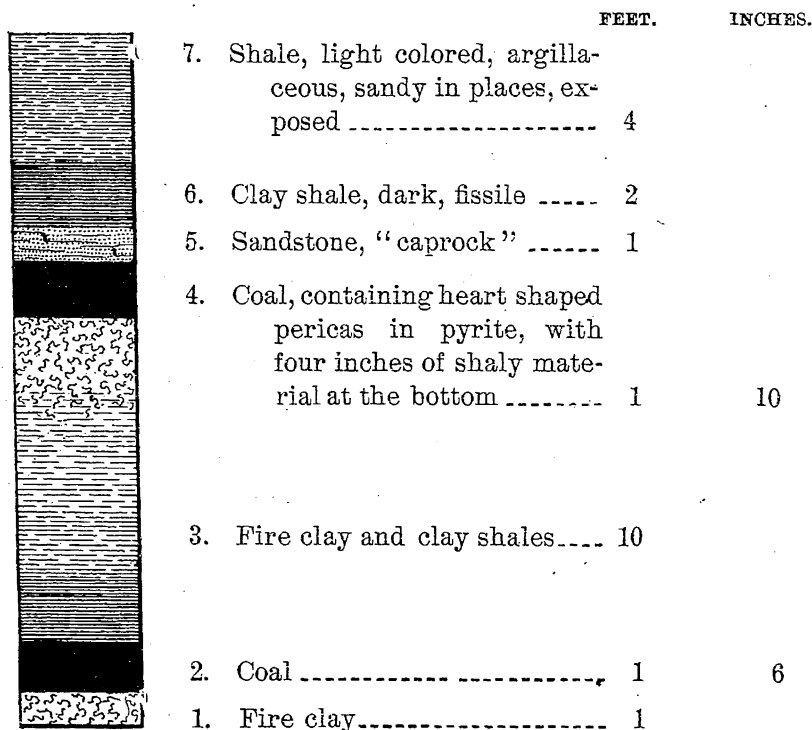 FEET. INCHES.
7. Shale, light colored, argilla-
ceous, sandy in places, ex-
posed -------------------- 4
6. Clay shale, dark, fissile ----- 2
5. Sandstone, “caprock” ------ 1
4. Coal, containing heart shaped
pericas in pyrite, with
four inches of shaly mate-
rial at the bottom -------- 1 10
3. Fire clay and clay shales---- 10
2. Coal ------------ ----------- 1 6
1. Fire clay-------------------- 1